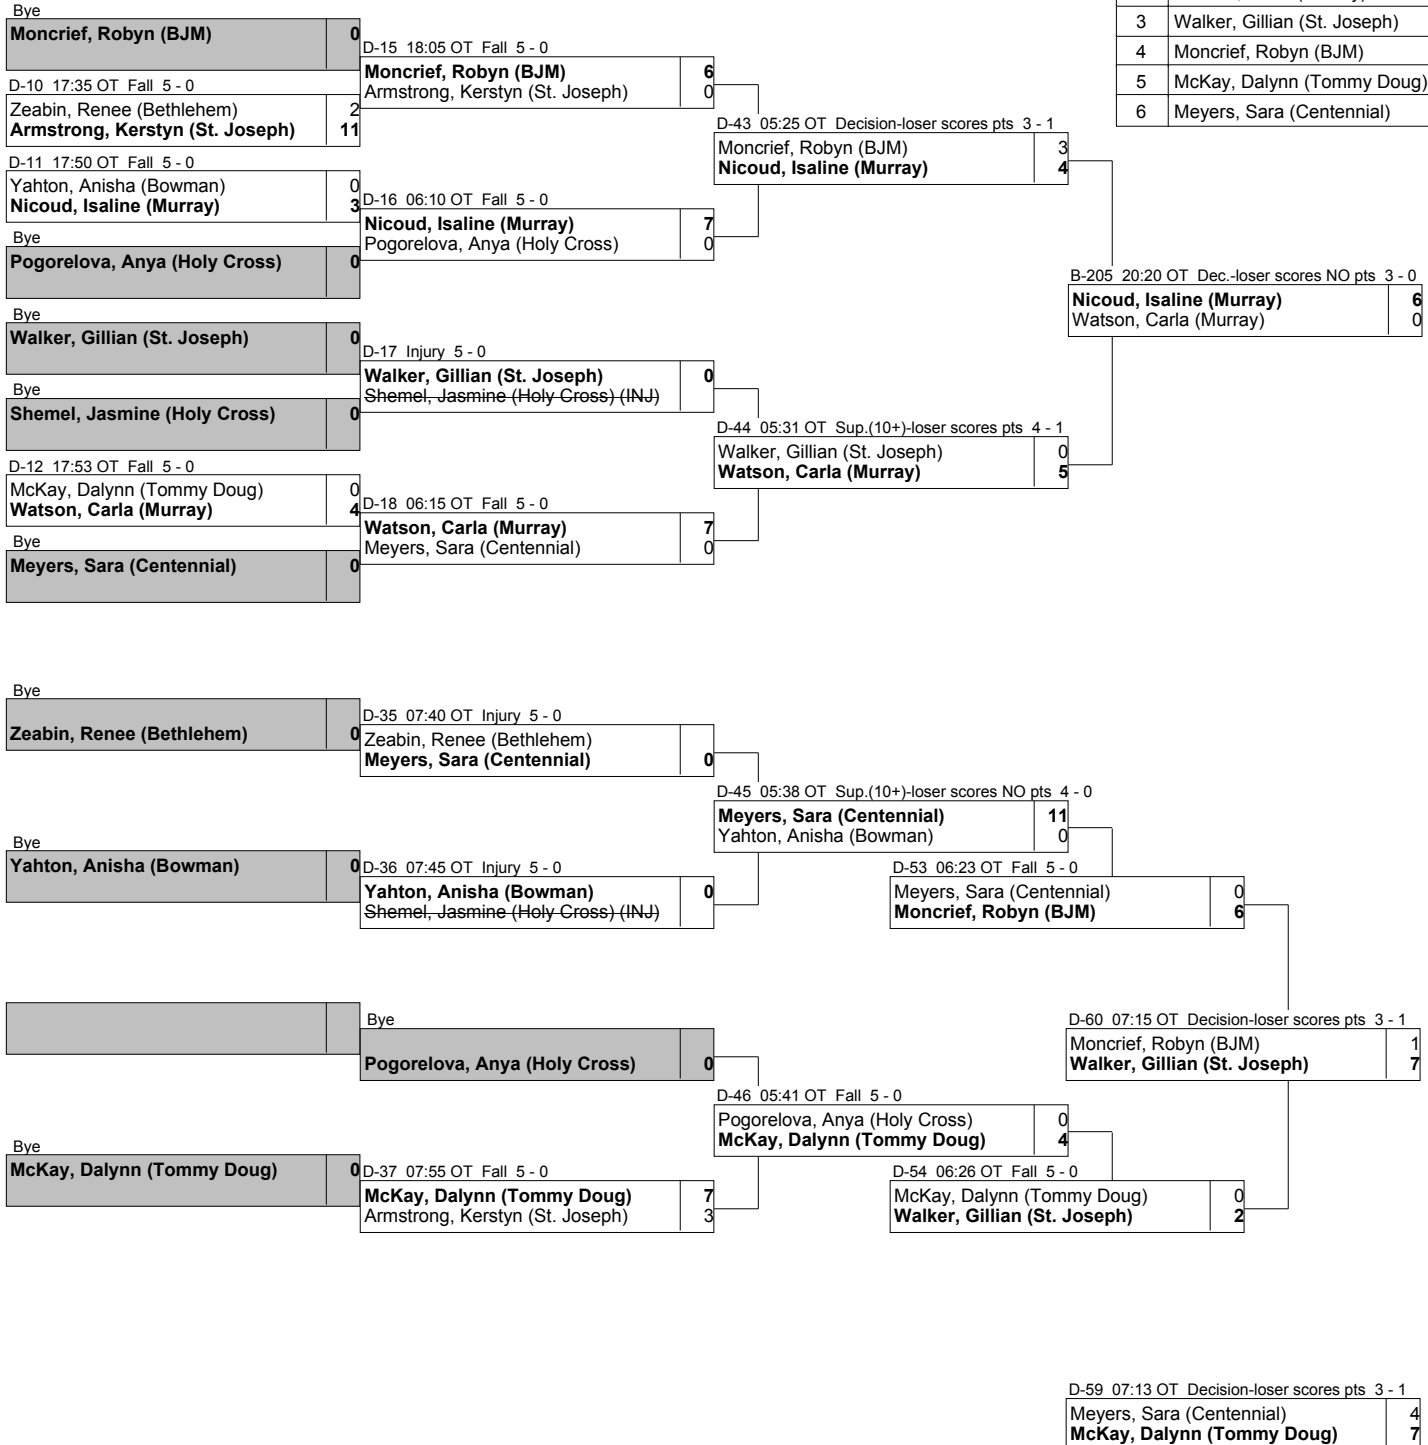 Bye
Moncrief, Robyn (BJM) 0
D-10 17:35 OT Fall 5 - 0
Zeabin, Renee (Bethlehem) 2
Armstrong, Kerstyn (St. Joseph) 11
D-11 17:50 OT Fall 5 - 0
Yahton, Anisha (Bowman) 0
Nicoud, Isaline (Murray) 3
Bye
Pogorelova, Anya (Holy Cross) 0
Bye
Walker, Gillian (St. Joseph) 0
Bye
Shemel, Jasmine (Holy Cross) 0
D-12 17:53 OT Fall 5 - 0
McKay, Dalynn (Tommy Doug) 0
Watson, Carla (Murray) 4
Bye
Meyers, Sara (Centennial) 0
D-15 18:05 OT Fall 5 - 0
Moncrief, Robyn (BJM) 6
Armstrong, Kerstyn (St. Joseph) 0
D-16 06:10 OT Fall 5 - 0
Nicoud, Isaline (Murray) 7
Pogorelova, Anya (Holy Cross) 0
D-17 Injury 5 - 0
Walker, Gillian (St. Joseph) 0
Shemel, Jasmine (Holy Cross) (INJ)
D-18 06:15 OT Fall 5 - 0
Watson, Carla (Murray) 7
Meyers, Sara (Centennial) 0
D-43 05:25 OT Decision-loser scores pts 3 - 1
Moncrief, Robyn (BJM) 3
Nicoud, Isaline (Murray) 4
D-44 05:31 OT Sup.(10+)-loser scores pts 4 - 1
Walker, Gillian (St. Joseph) 0
Watson, Carla (Murray) 5
B-205 20:20 OT Dec.-loser scores NO pts 3 - 0
Nicoud, Isaline (Murray) 6
Watson, Carla (Murray) 0
3 Walker, Gillian (St. Joseph)
4 Moncrief, Robyn (BJM)
5 McKay, Dalynn (Tommy Doug)
6 Meyers, Sara (Centennial)
Bye
Zeabin, Renee (Bethlehem) 0
Bye
Yahton, Anisha (Bowman) 0
Bye
McKay, Dalynn (Tommy Doug) 0
D-35 07:40 OT Injury 5 - 0
Zeabin, Renee (Bethlehem)
Meyers, Sara (Centennial) 0
D-36 07:45 OT Injury 5 - 0
Yahton, Anisha (Bowman) 0
Shemel, Jasmine (Holy Cross) (INJ)
Bye
Pogorelova, Anya (Holy Cross) 0
D-37 07:55 OT Fall 5 - 0
McKay, Dalynn (Tommy Doug) 7
Armstrong, Kerstyn (St. Joseph) 3
D-45 05:38 OT Sup.(10+)-loser scores NO pts 4 - 0
Meyers, Sara (Centennial) 11
Yahton, Anisha (Bowman) 0
D-46 05:41 OT Fall 5 - 0
Pogorelova, Anya (Holy Cross) 0
McKay, Dalynn (Tommy Doug) 4
D-53 06:23 OT Fall 5 - 0
Meyers, Sara (Centennial) 0
Moncrief, Robyn (BJM) 6
D-54 06:26 OT Fall 5 - 0
McKay, Dalynn (Tommy Doug) 0
Walker, Gillian (St. Joseph) 2
D-60 07:15 OT Decision-loser scores pts 3 - 1
Moncrief, Robyn (BJM) 1
Walker, Gillian (St. Joseph) 7
D-59 07:13 OT Decision-loser scores pts 3 - 1
Meyers, Sara (Centennial) 4
McKay, Dalynn (Tommy Doug) 7